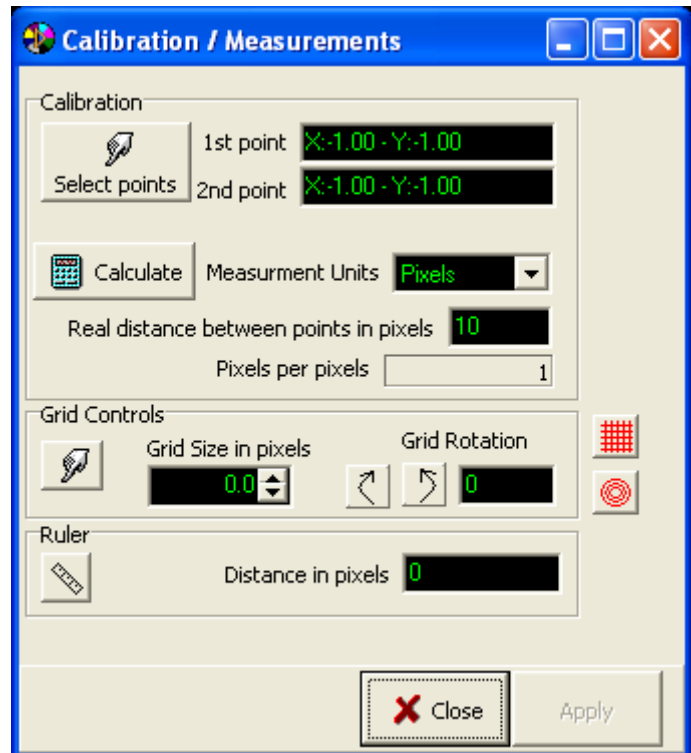 Calibration / Measurements
Calibration
Select points
1st point X:-1.00 - Y:-1.00
2nd point X:-1.00 - Y:-1.00
Calculate Measurment Units Pixels
Real distance between points in pixels 10
Pixels per pixels 1
Grid Controls
Grid Size in pixels Grid Rotation
0.0 0
Ruler
Distance in pixels 0
Close Apply